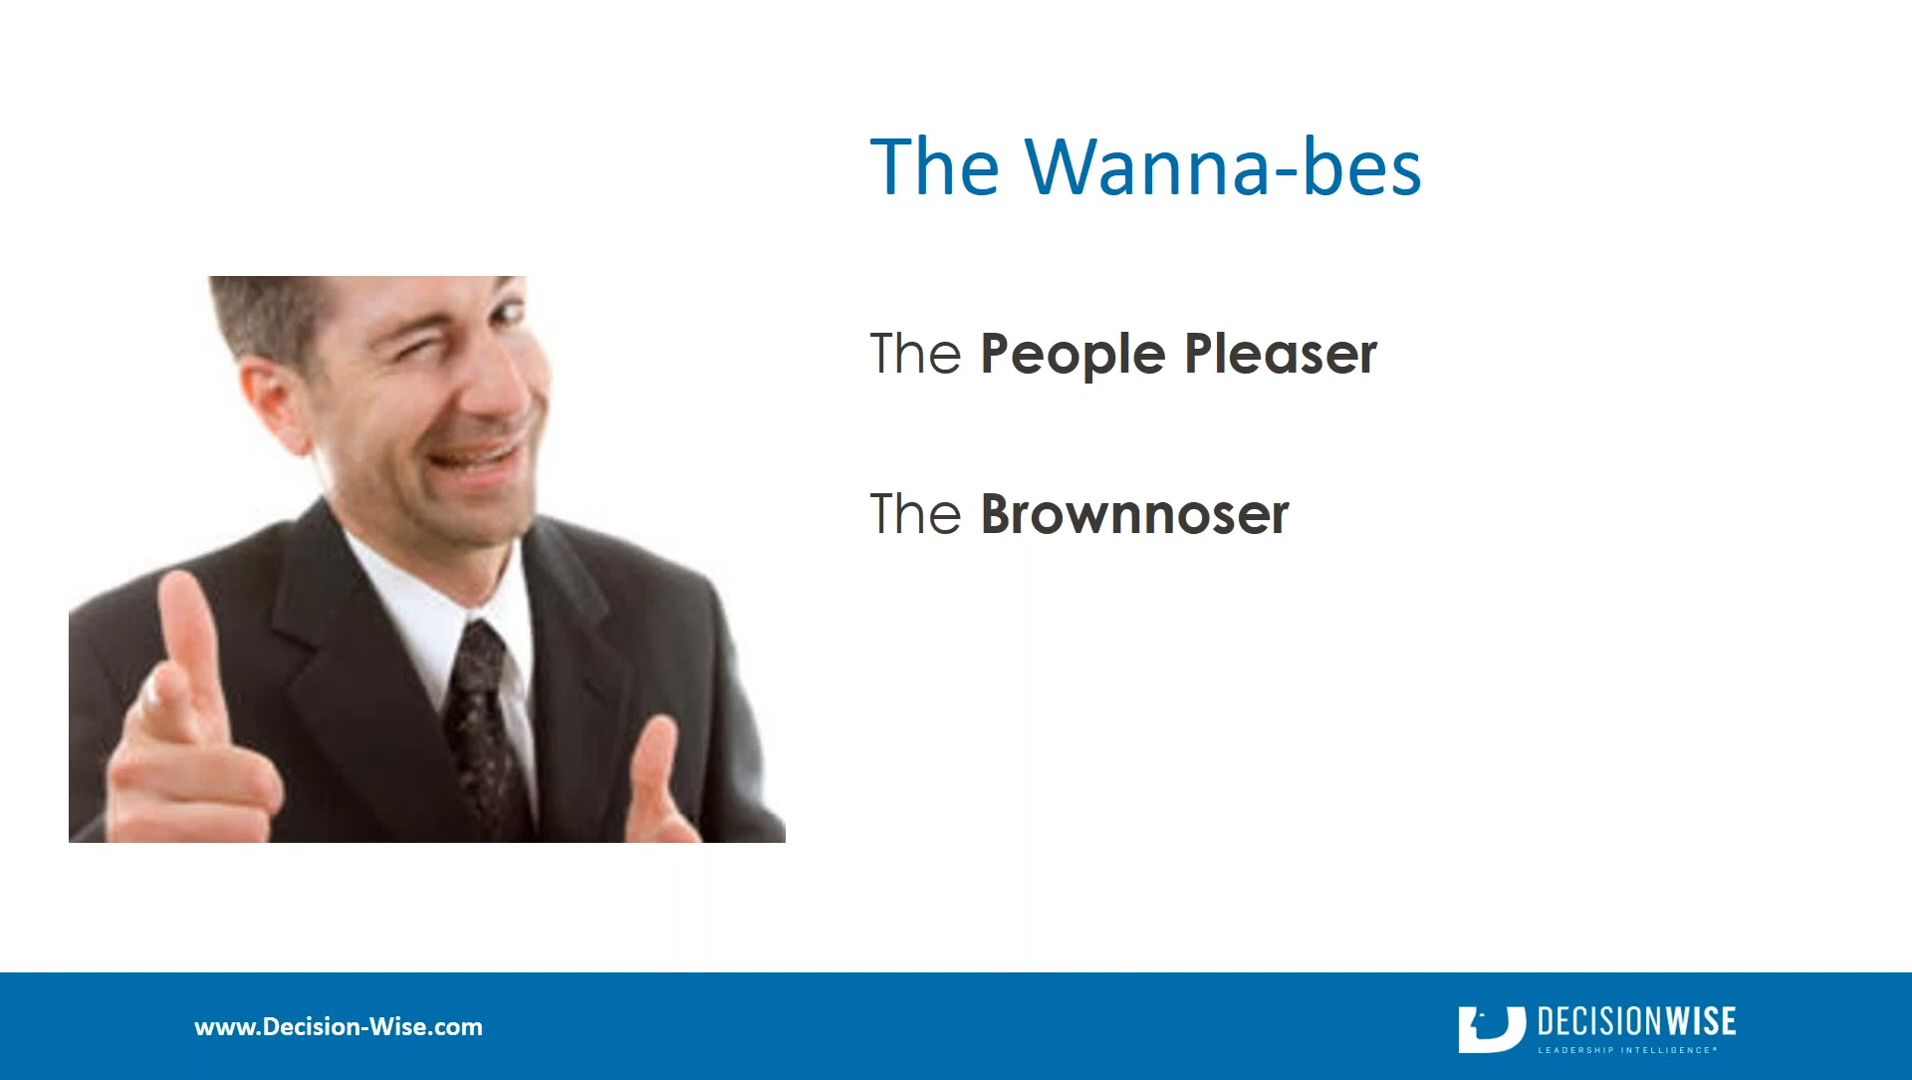 The Wanna-bes
The People Pleaser
The Brownnoser
www.Decision-Wise.com
DECISIONWISE
LEADERSHIP INTELLIGENCE®